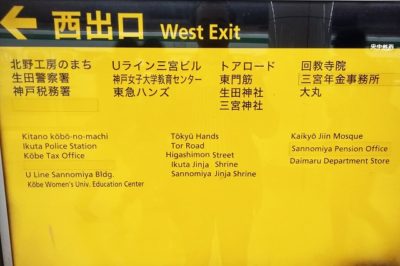 ← 西出口 West Exit
北野工房のまち
生田警察署
神戸税務署
Uライン三宮ビル
神戸女子大学教育センター
東急ハンズ
トアロード
東門筋
生田神社
三宮神社
回教寺院
三宮年金事務所
大丸
Kitano kōbō-no-machi
Ikuta Police Station
Kōbe Tax Office
U Line Sannomiya Bldg.
Kōbe Women's Univ. Education Center
Tōkyū Hands
Tor Road
Higashimon Street
Ikuta Jinja Shrine
Sannomiya Jinja Shrine
Kaikyō Jiin Mosque
Sannomiya Pension Office
Daimaru Department Store